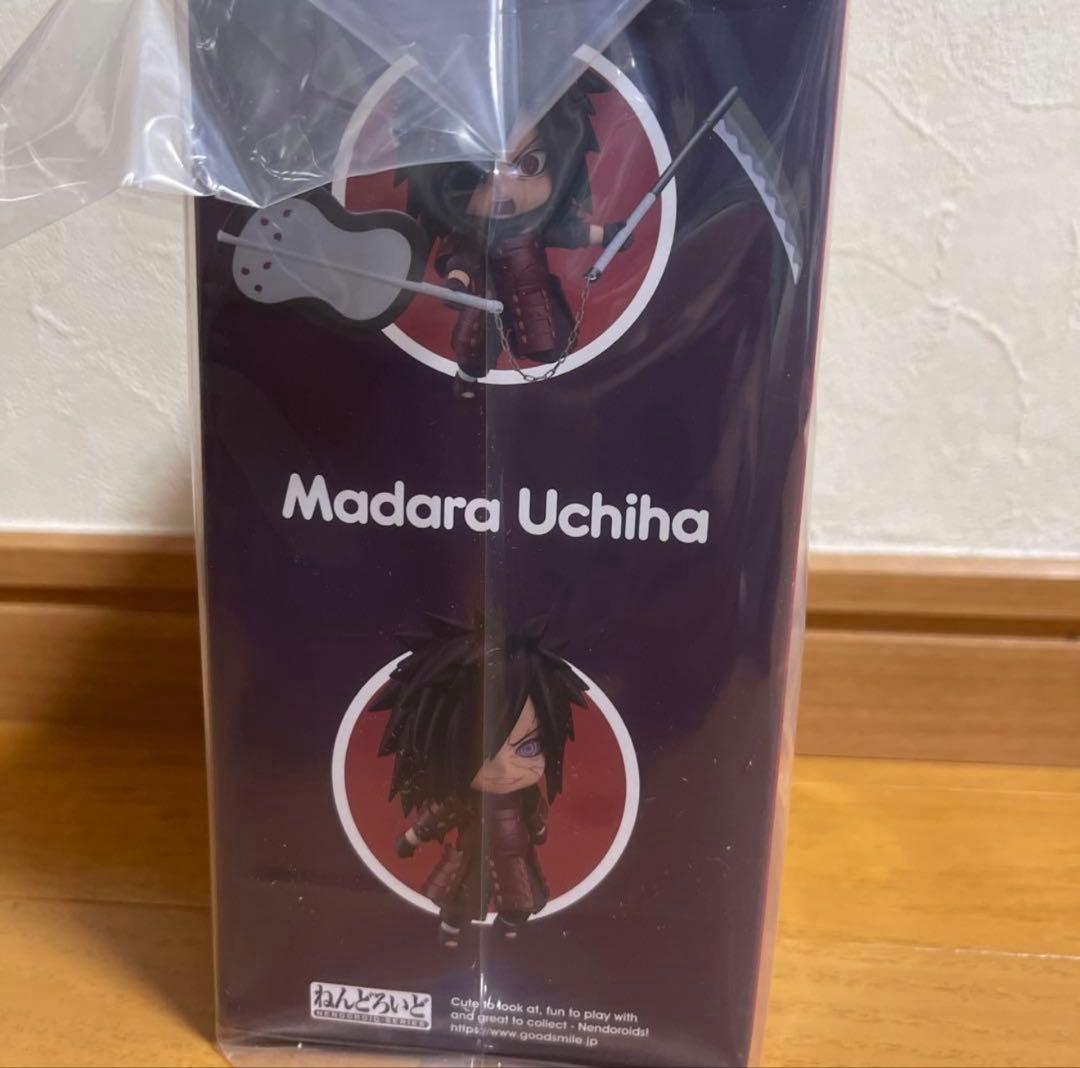 Madara Uchiha
ねんどろいど
NENDOROID SERIES
Cute to look at, fun to play with
and great to collect - Nendoroids!
https://www.goodsmile.jp